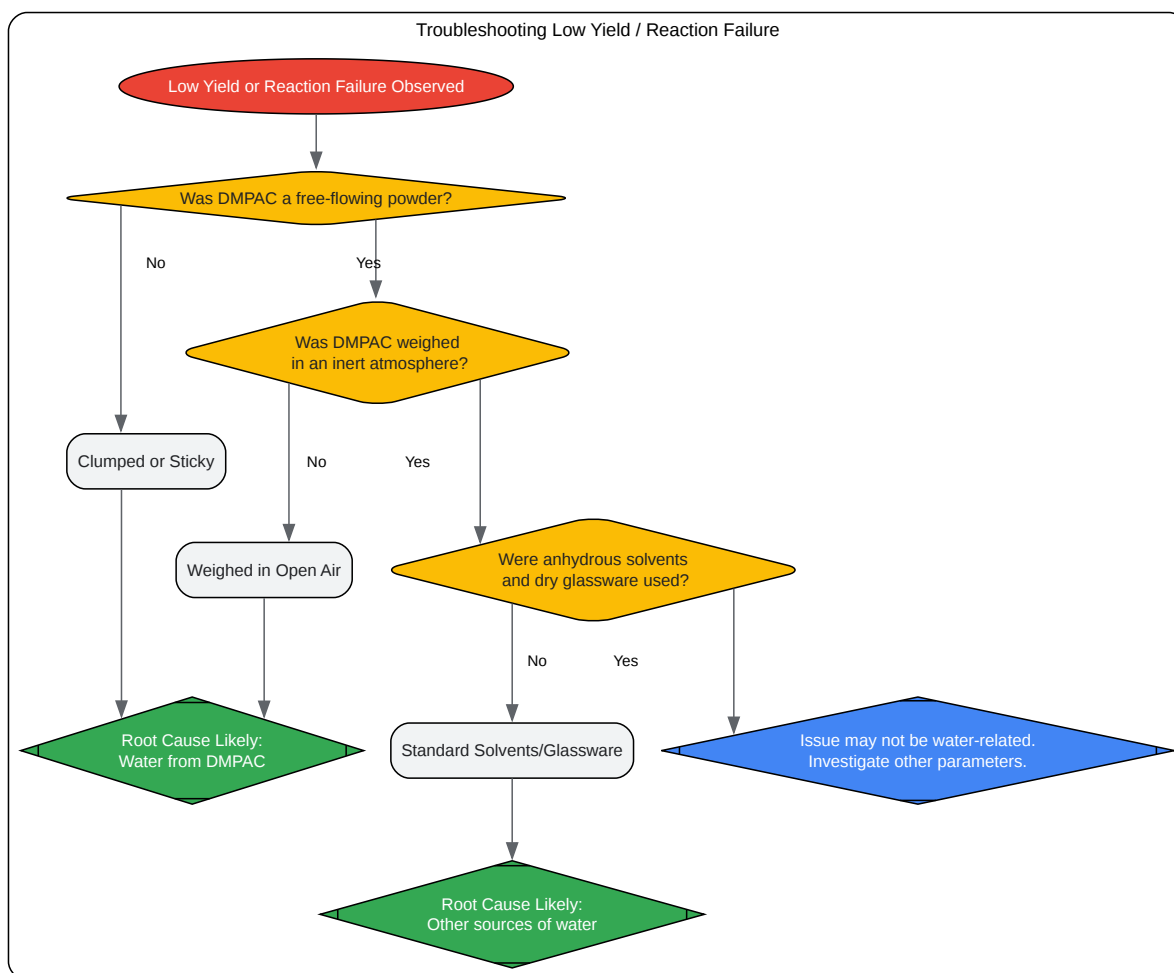 Troubleshooting Low Yield / Reaction Failure
Low Yield or Reaction Failure Observed
Was DMPAC a free-flowing powder?
No
Yes
Was DMPAC weighed
in an inert atmosphere?
Clumped or Sticky
No
Yes
Weighed in Open Air
Were anhydrous solvents
and dry glassware used?
No
Yes
Root Cause Likely:
Water from DMPAC
Standard Solvents/Glassware
Issue may not be water-related.
Investigate other parameters.
Root Cause Likely:
Other sources of water